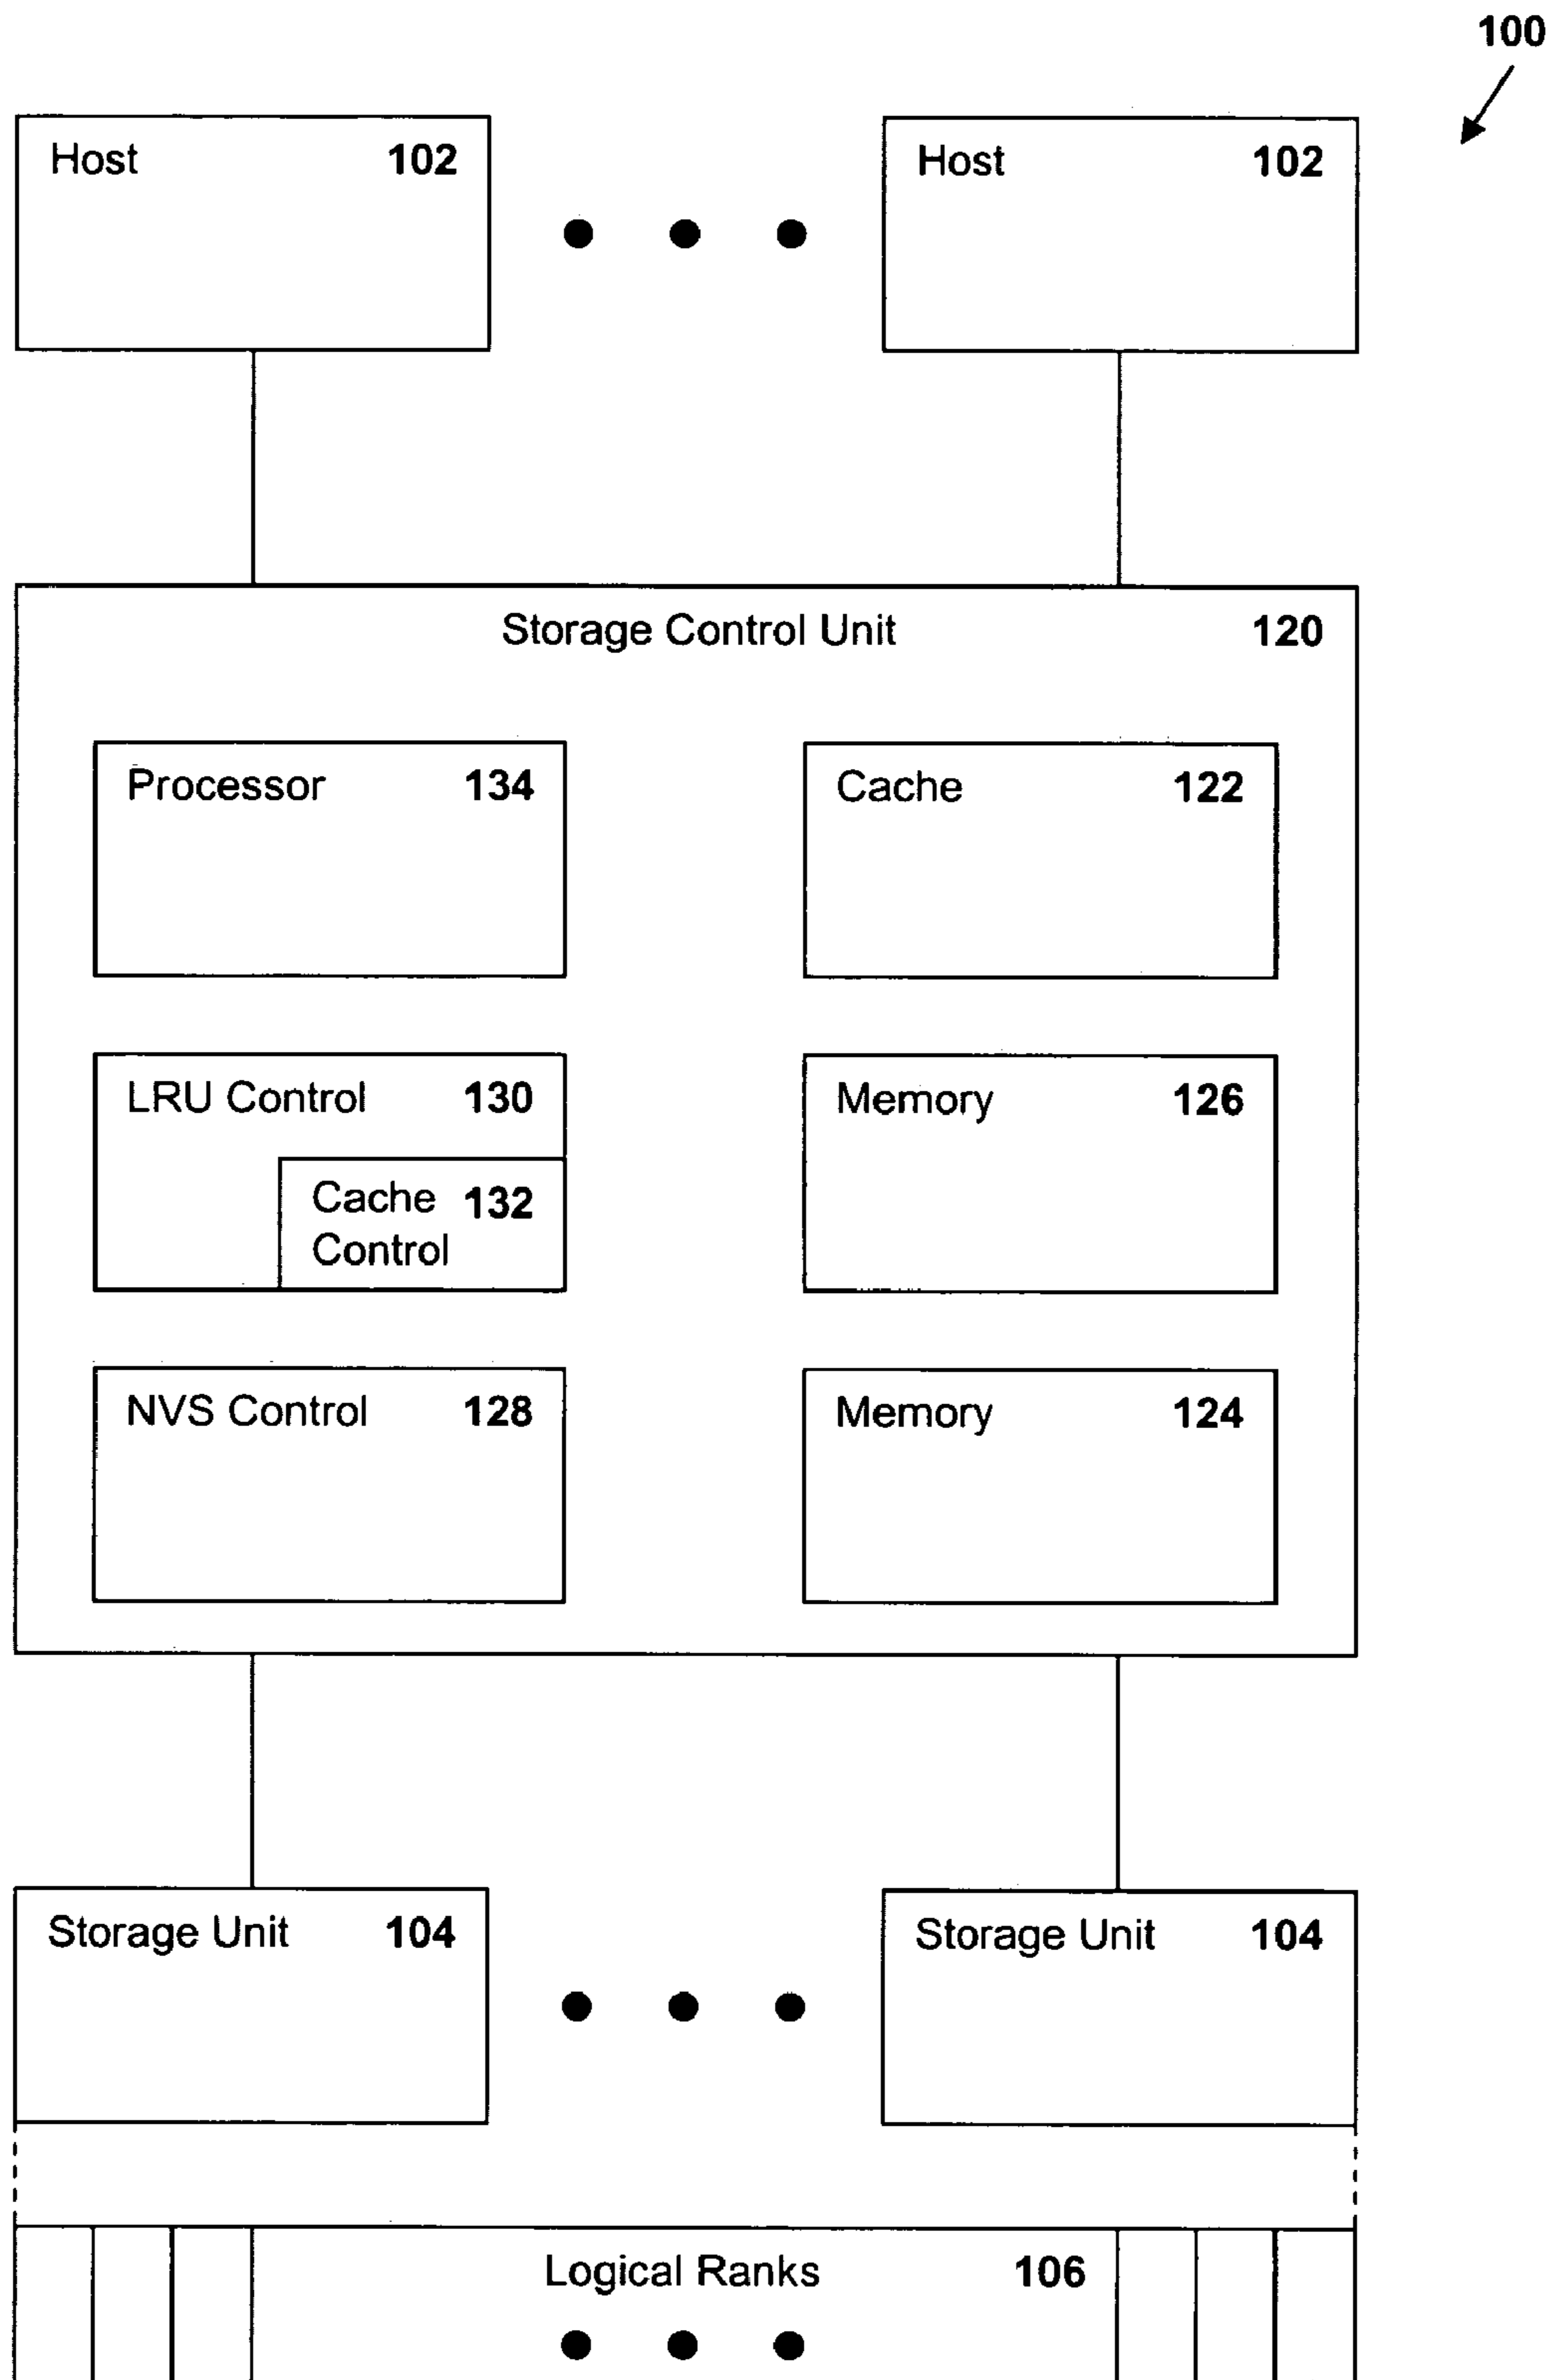 100
Host 102
Host 102
Storage Control Unit 120
Processor 134
Cache 122
LRU Control 130
Cache 132
Control
Memory 126
NVS Control 128
Memory 124
Storage Unit 104
Storage Unit 104
Logical Ranks 106